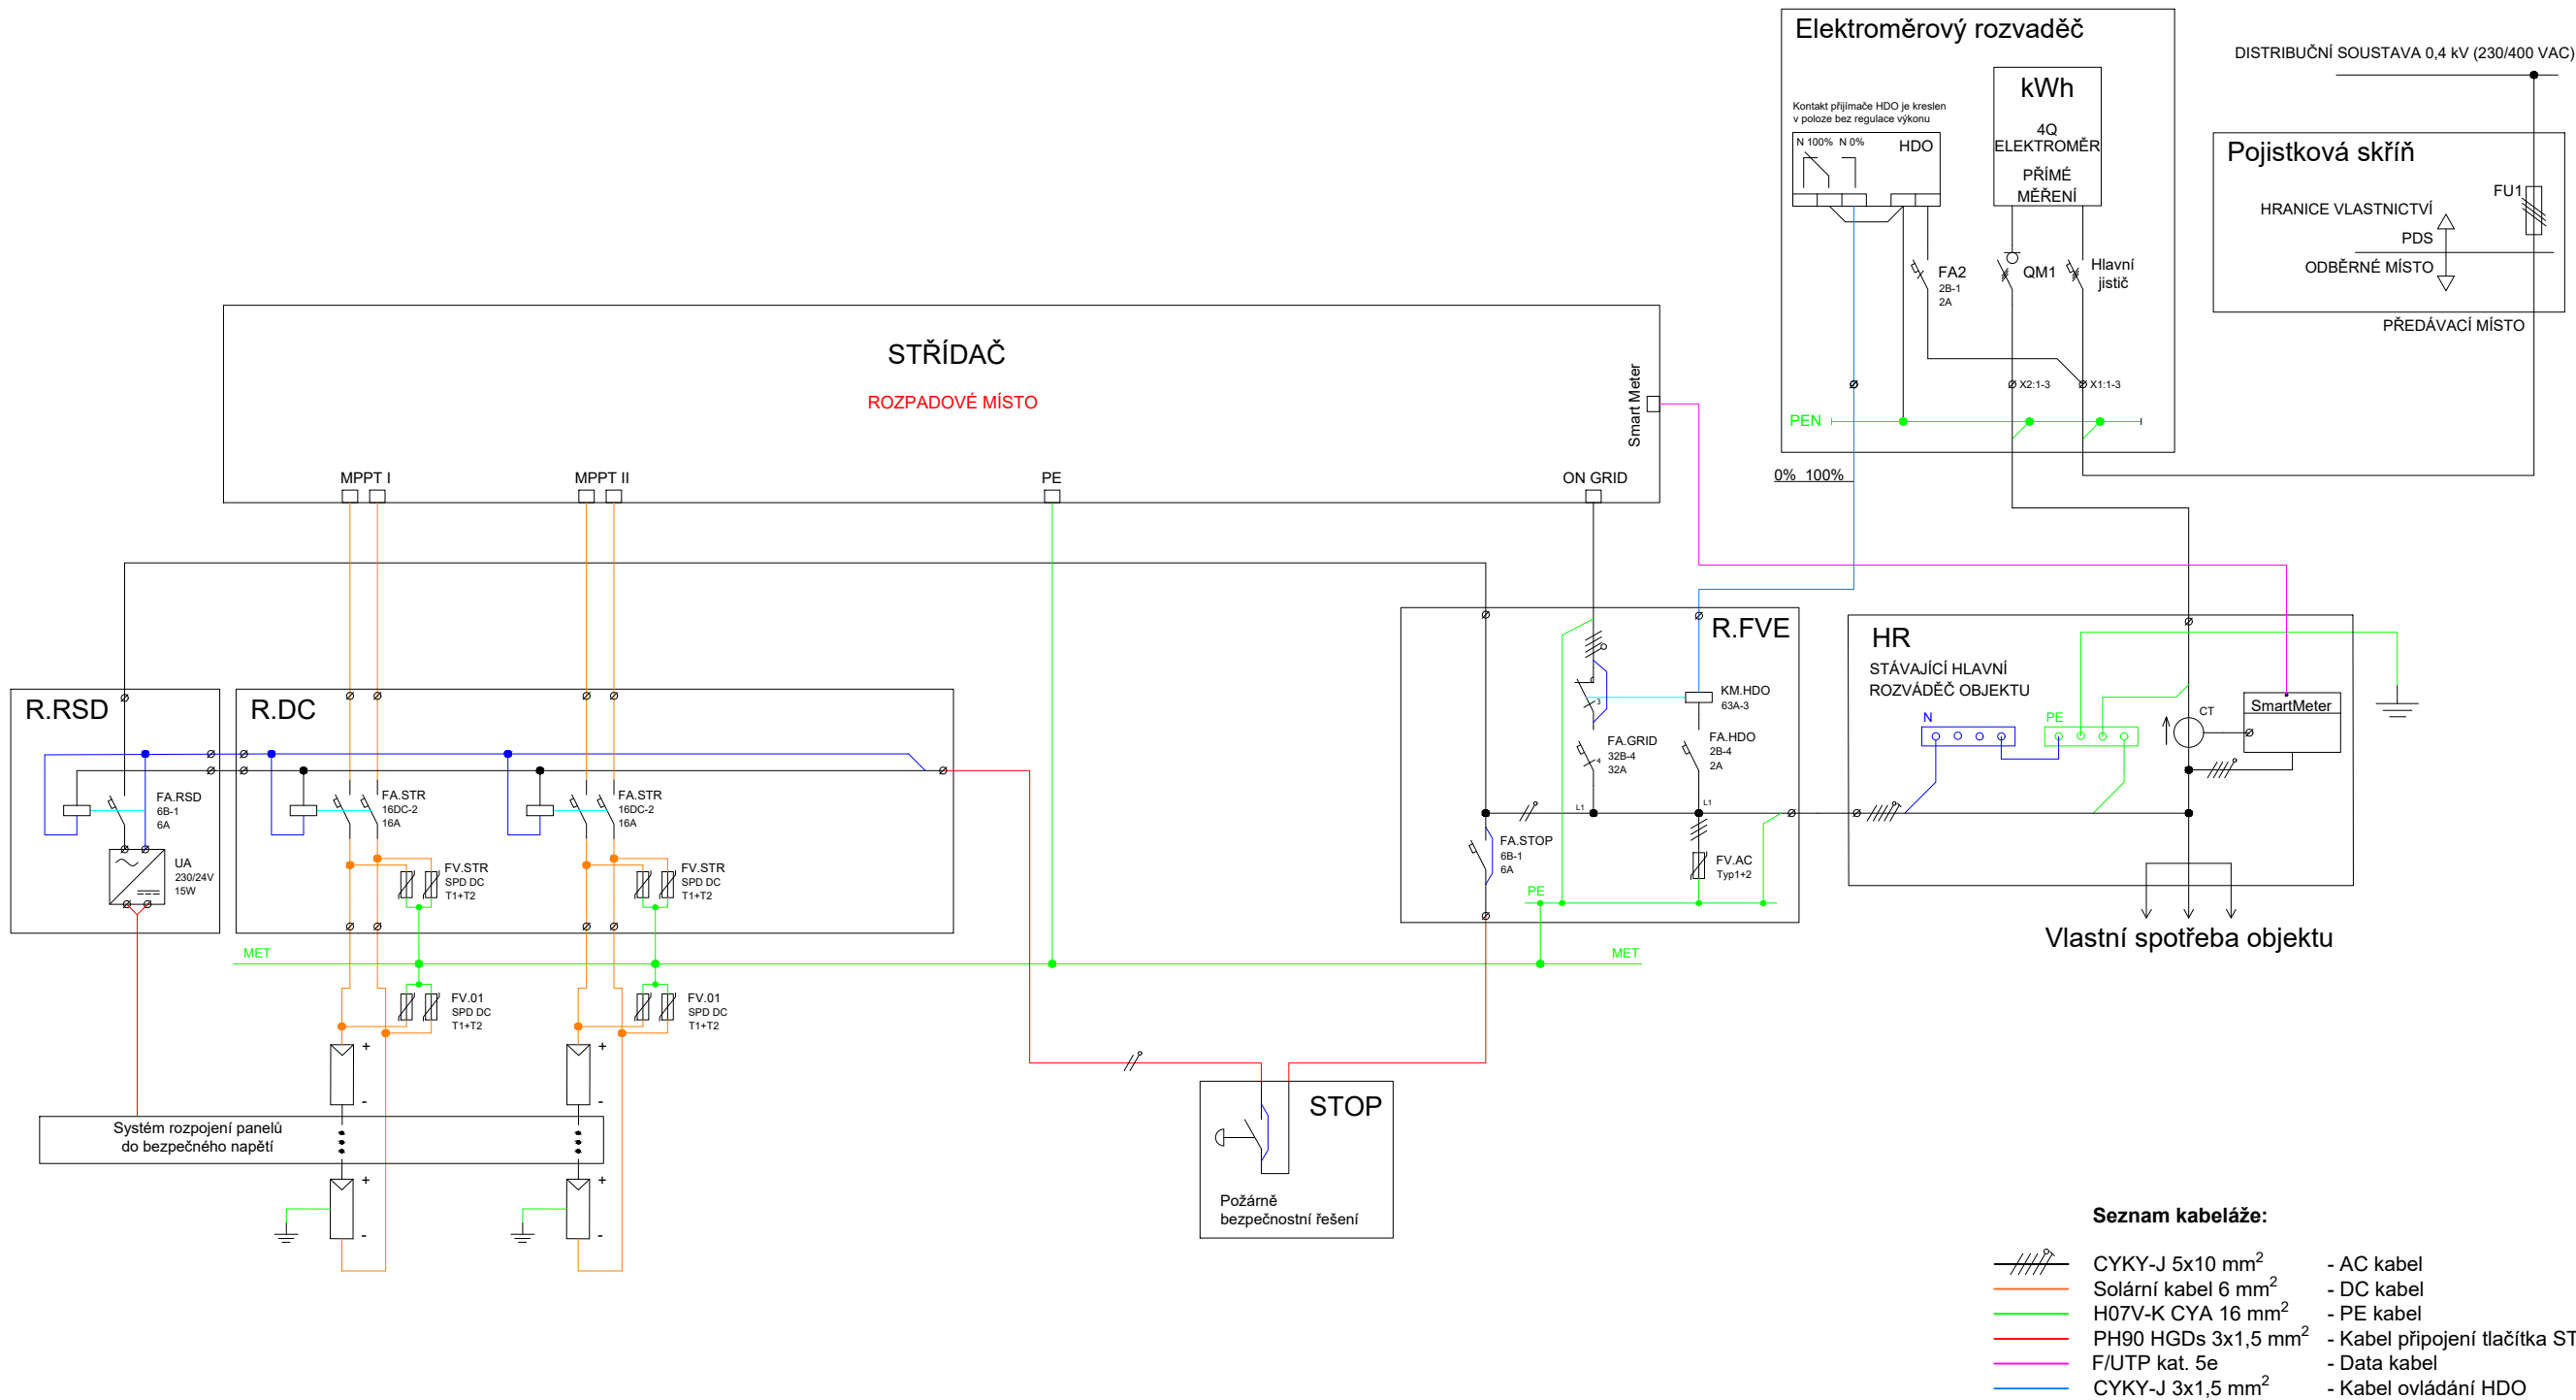 Elektroměrový rozvaděč
DISTRIBUČNÍ SOUSTAVA 0,4 kV (230/400 VAC)
kWh
4Q
ELEKTROMĚR
PŘÍMÉ
MĚŘENÍ
Kontakt přijímače HDO je kreslen
v poloze bez regulace výkonu
N 100% N 0%
HDO
Pojistková skříň
FU1
HRANICE VLASTNICTVÍ
PDS
ODBĚRNÉ MÍSTO
PŘEDÁVACÍ MÍSTO
FA2
2B-1
2A
QM1
Hlavní
jistič
X2:1-3
X1:1-3
PEN
0% 100%
STŘÍDAČ
ROZPADOVÉ MÍSTO
Smart Meter
MPPT I
MPPT II
PE
ON GRID
R.RSD
FA.RSD
6B-1
6A
UA
230/24V
15W
R.DC
FA.STR
16DC-2
16A
FA.STR
16DC-2
16A
FV.STR
SPD DC
T1+T2
FV.STR
SPD DC
T1+T2
MET
MET
FV.01
SPD DC
T1+T2
FV.01
SPD DC
T1+T2
+
-
+
-
Systém rozpojení panelů
do bezpečného napětí
+
-
+
-
R.FVE
3
KM.HDO
63A-3
FA.GRID
32B-4
32A
4
FA.HDO
2B-4
2A
L1
L1
FA.STOP
6B-1
6A
FV.AC
Typ1+2
PE
HR
STÁVAJÍCÍ HLAVNÍ
ROZVÁDĚČ OBJEKTU
N
PE
CT
SmartMeter
Vlastní spotřeba objektu
STOP
Požárně
bezpečnostní řešení
Seznam kabeláže:
CYKY-J 5x10 mm² - AC kabel
Solární kabel 6 mm² - DC kabel
H07V-K CYA 16 mm² - PE kabel
PH90 HGDs 3x1,5 mm² - Kabel připojení tlačítka ST
F/UTP kat. 5e - Data kabel
CYKY-J 3x1,5 mm² - Kabel ovládání HDO